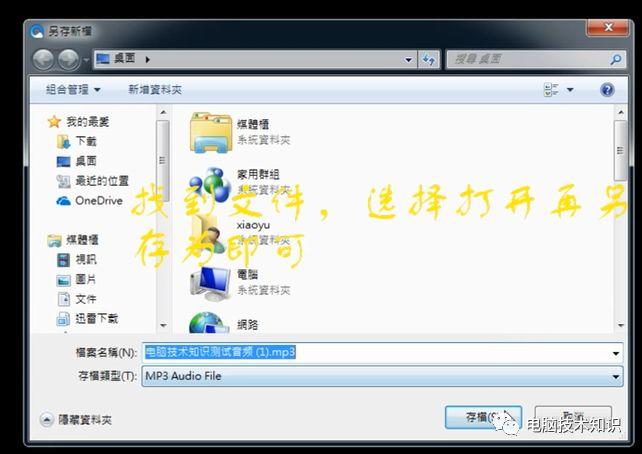 另存新檔
桌面
搜尋 桌面
組合管理
新增資料夾
我的最愛
下載
桌面
最近的位置
OneDrive
媒體櫃
視訊
圖片
文件
迅雷下載
媒體櫃
系統資料夾
家用群組
系統資料夾
xiaoyu
系統資料夾
電腦
系統資料夾
網路
找到文件，选择打开再另
存为即可
檔案名稱(N):
电脑技术知识测试音频 (1).mp3
存檔類型(T):
MP3 Audio File
隱藏資料夾
存檔(S)
取消
电脑技术知识